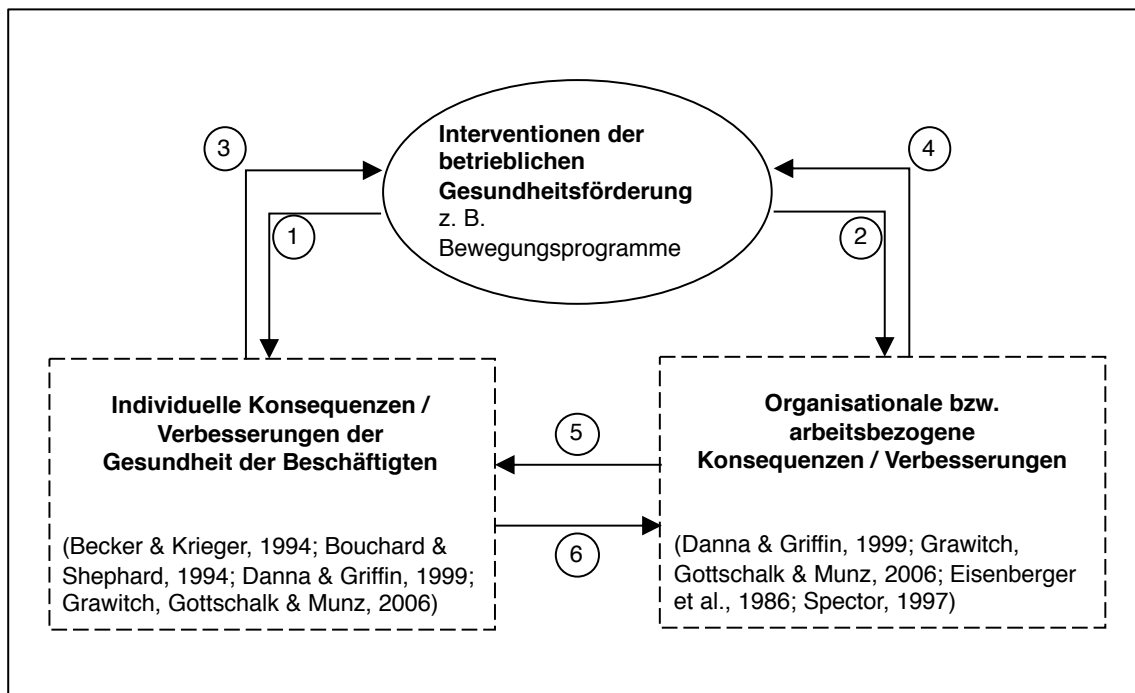 Interventionen der
betrieblichen
Gesundheitsförderung
z. B.
Bewegungsprogramme
3
4
1
2
Individuelle Konsequenzen /
Verbesserungen der
Gesundheit der Beschäftigten
(Becker & Krieger, 1994; Bouchard &
Shephard, 1994; Danna & Griffin, 1999;
Grawitch, Gottschalk & Munz, 2006)
5
6
Organisationale bzw.
arbeitsbezogene
Konsequenzen / Verbesserungen
(Danna & Griffin, 1999; Grawitch,
Gottschalk & Munz, 2006; Eisenberger
et al., 1986; Spector, 1997)